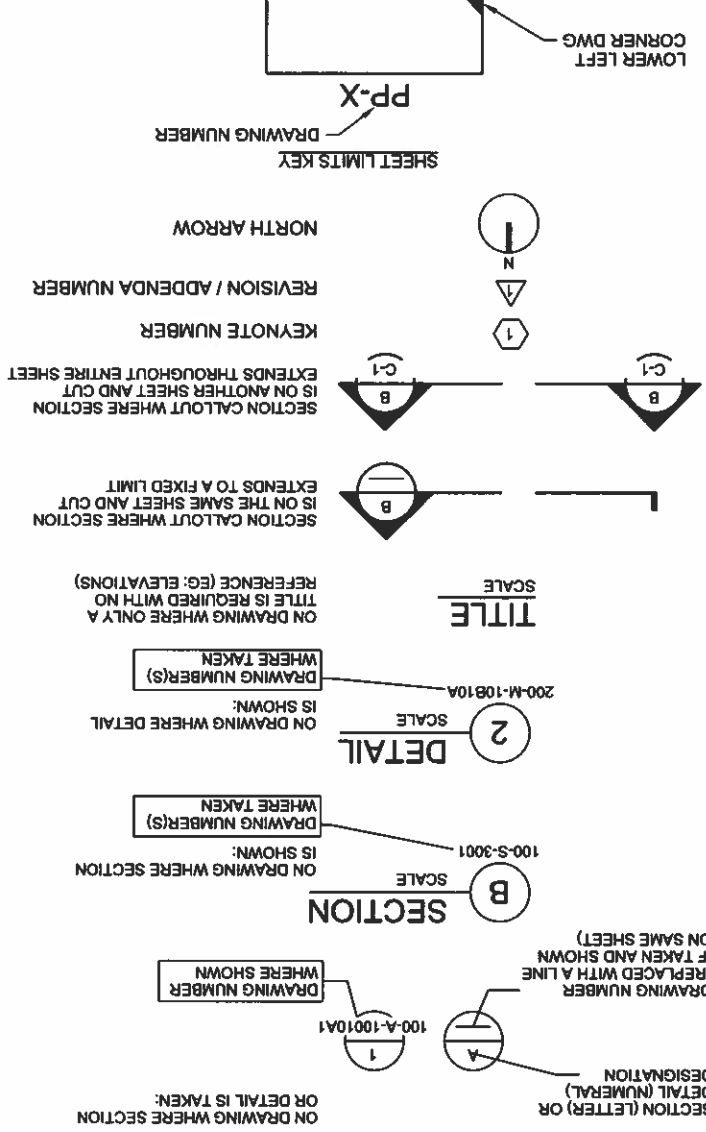 ON DRAWING WHERE SECTION
OR DETAIL IS TAKEN:
SECTION (LETTER) OR
DETAIL (NUMERAL)
DESIGNATION
A
1
100-A-10010A1
DRAWING NUMBER
WHERE SHOWN
DRAWING NUMBER
REPLACED WITH A LINE
F TAKEN AND SHOWN
ON SAME SHEET)
B
SECTION
SCALE
100-S-3001
ON DRAWING WHERE SECTION
IS SHOWN:
DRAWING NUMBER(S)
WHERE TAKEN
2
DETAIL
SCALE
200-M-10B10A
ON DRAWING WHERE DETAIL
IS SHOWN:
DRAWING NUMBER(S)
WHERE TAKEN
TITLE
SCALE
ON DRAWING WHERE ONLY A
TITLE IS REQUIRED WITH NO
REFERENCE (EG: ELEVATIONS)
B
SECTION CALLOUT WHERE SECTION
IS ON THE SAME SHEET AND CUT
EXTENDS TO A FIXED LIMIT
B
C-1
B
C-1
SECTION CALLOUT WHERE SECTION
IS ON ANOTHER SHEET AND CUT
EXTENDS THROUGHOUT ENTIRE SHEET
1
KEYNOTE NUMBER
1
REVISION / ADDENDA NUMBER
N
NORTH ARROW
SHEET LIMITS KEY
DRAWING NUMBER
PP-X
LOWER LEFT
CORNER DWG